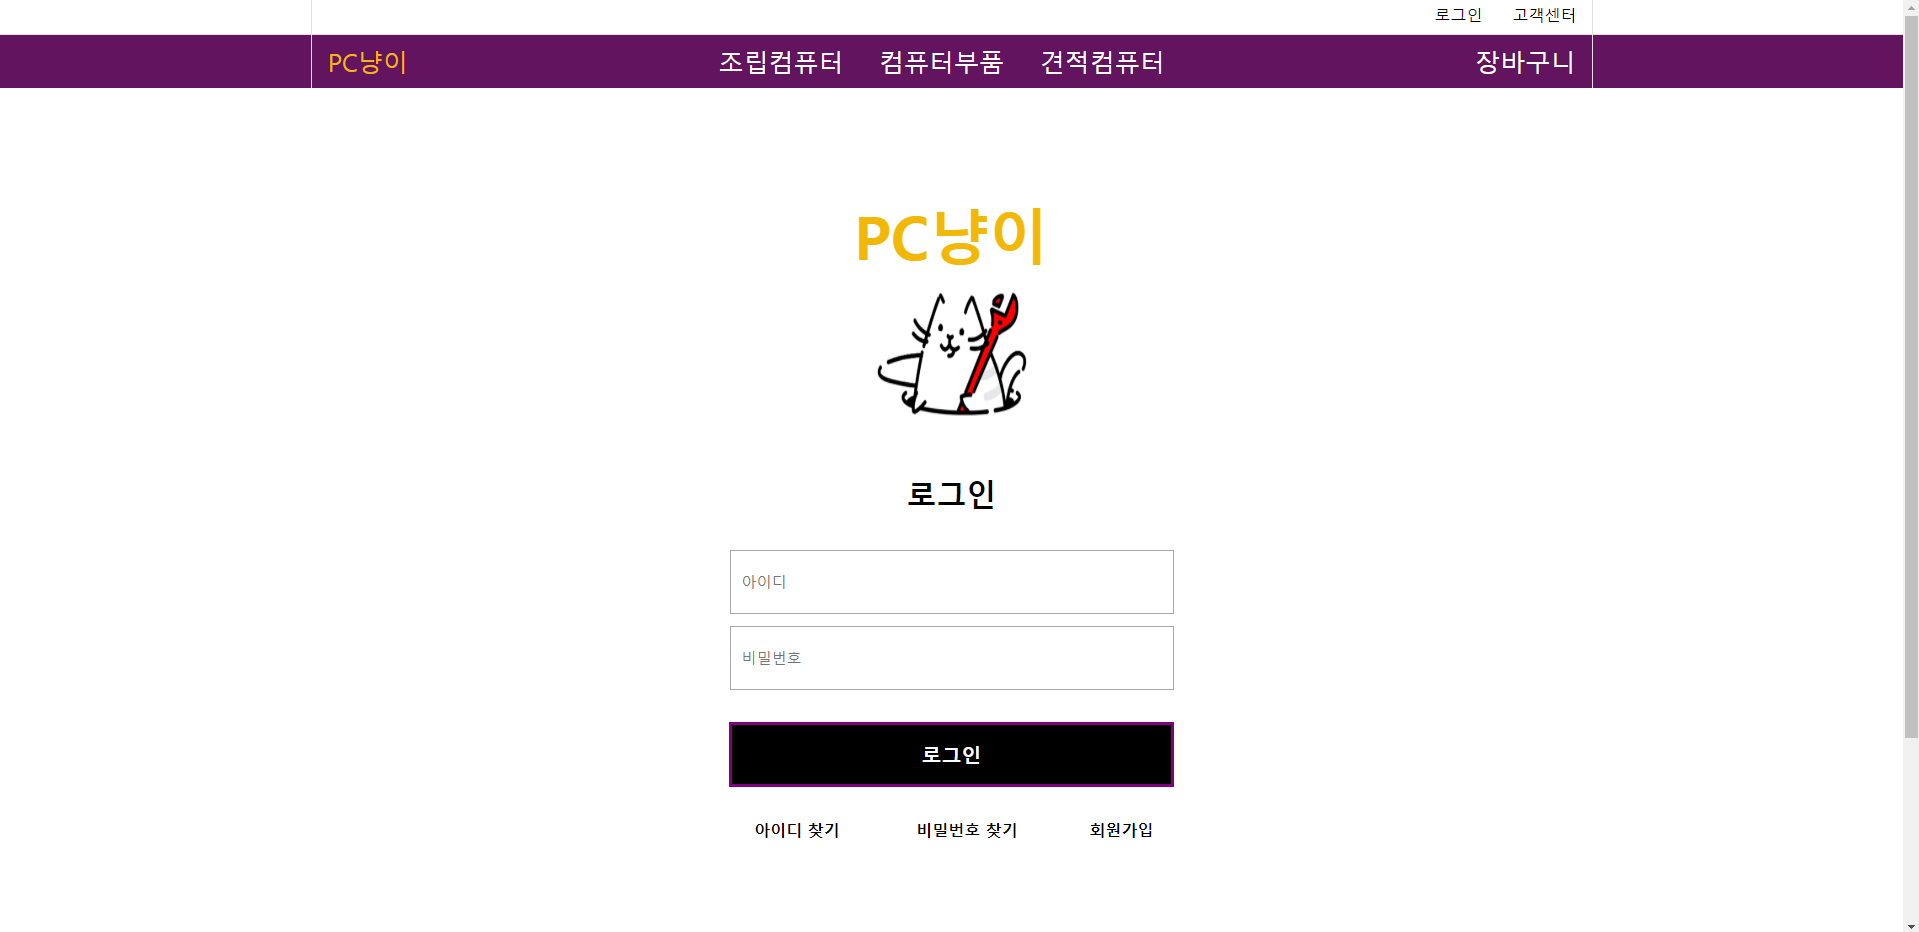 로그인 고객센터
PC냥이 조립컴퓨터 컴퓨터부품 견적컴퓨터 장바구니
PC냥이
로그인
아이디
비밀번호
로그인
아이디 찾기 비밀번호 찾기 회원가입